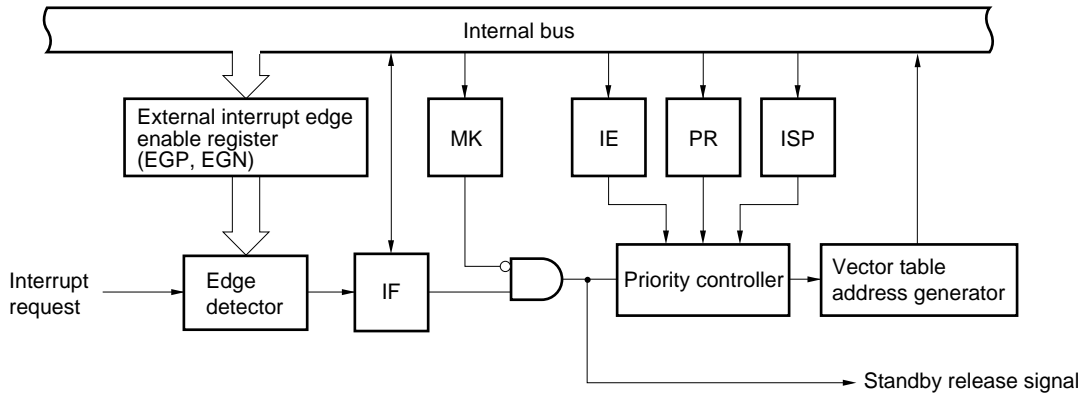 Internal bus
External interrupt edge
enable register
(EGP, EGN)
MK
IE
PR
ISP
Interrupt
request
Edge
detector
IF
Priority controller
Vector table
address generator
Standby release signal